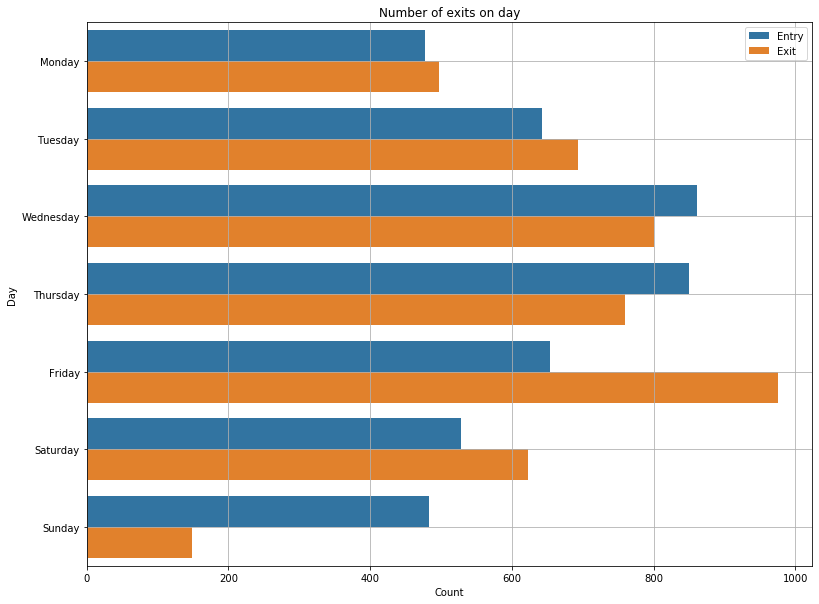 Number of exits on day
Entry
Exit
Monday
Tuesday
Wednesday
Thursday
Friday
Saturday
Sunday
Day
0 200 400 600 800 1000
Count